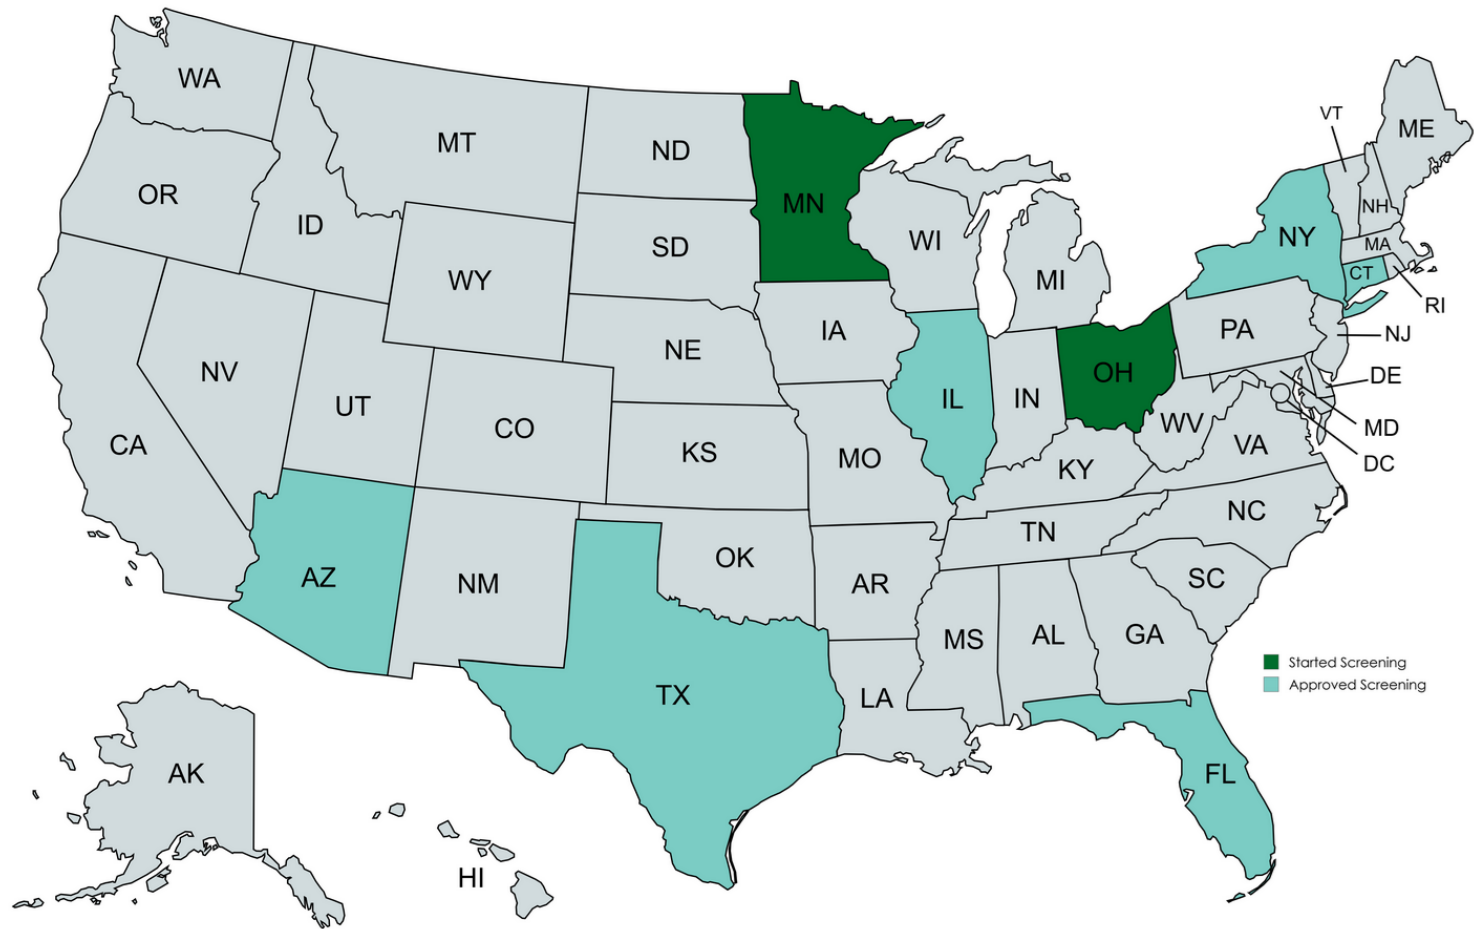 WA
MT
ND
MN
VT
ME
OR
ID
SD
WI
NH
NY
MA
WY
MI
CT
RI
IA
PA
NJ
NE
NV
UT
OH
DE
CO
IL
IN
WV
MD
CA
KS
MO
KY
VA
DC
NC
TN
OK
AZ
NM
AR
SC
MS
AL
GA
Started Screening
Approved Screening
TX
LA
AK
FL
HI